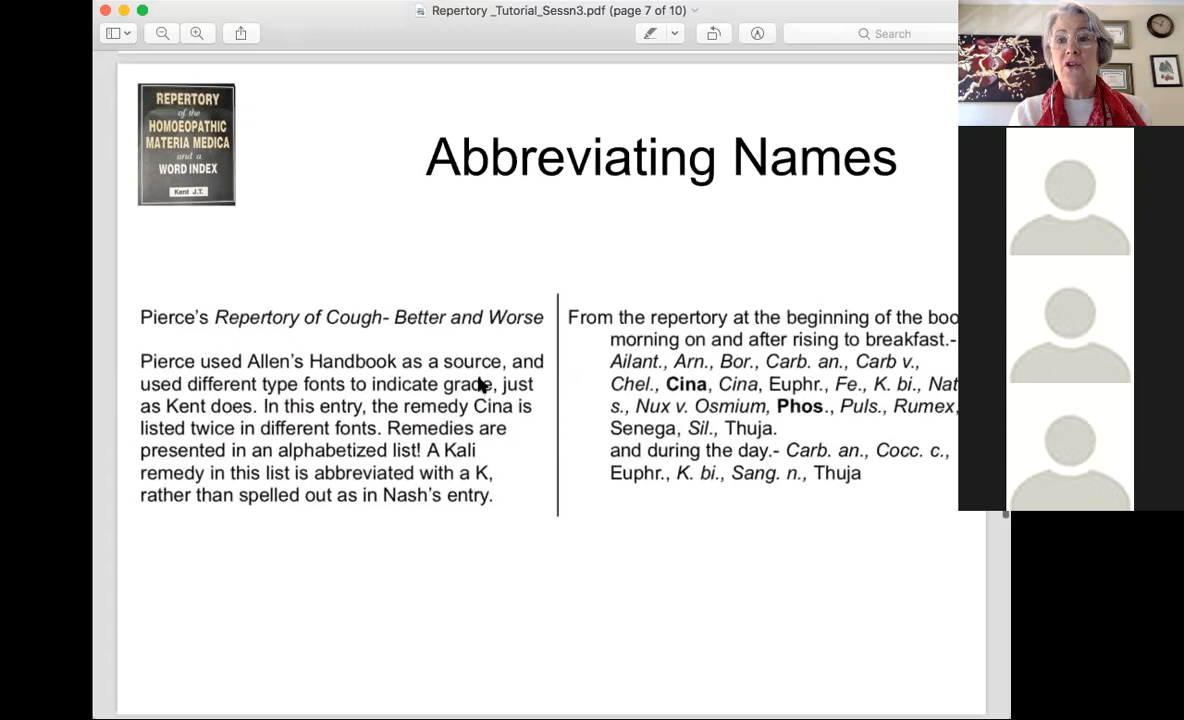 Repertory _Tutorial_Sessn3.pdf (page 7 of 10)
Search
REPERTORY
of the
HOMOEOPATHIC
MATERIA MEDICA
and a
WORD INDEX
Kent J.T.
Abbreviating Names
Pierce's Repertory of Cough- Better and Worse
Pierce used Allen's Handbook as a source, and
used different type fonts to indicate grade, just
as Kent does. In this entry, the remedy Cina is
listed twice in different fonts. Remedies are
presented in an alphabetized list! A Kali
remedy in this list is abbreviated with a K,
rather than spelled out as in Nash's entry.
From the repertory at the beginning of the boo
morning on and after rising to breakfast.-
Ailant., Arn., Bor., Carb. an., Carb v.,
Chel., Cina, Cina, Euphr., Fe., K. bi., Nat
s., Nux v. Osmium, Phos., Puls., Rumex,
Senega, Sil., Thuja.
and during the day.- Carb. an., Cocc. c.,
Euphr., K. bi., Sang. n., Thuja